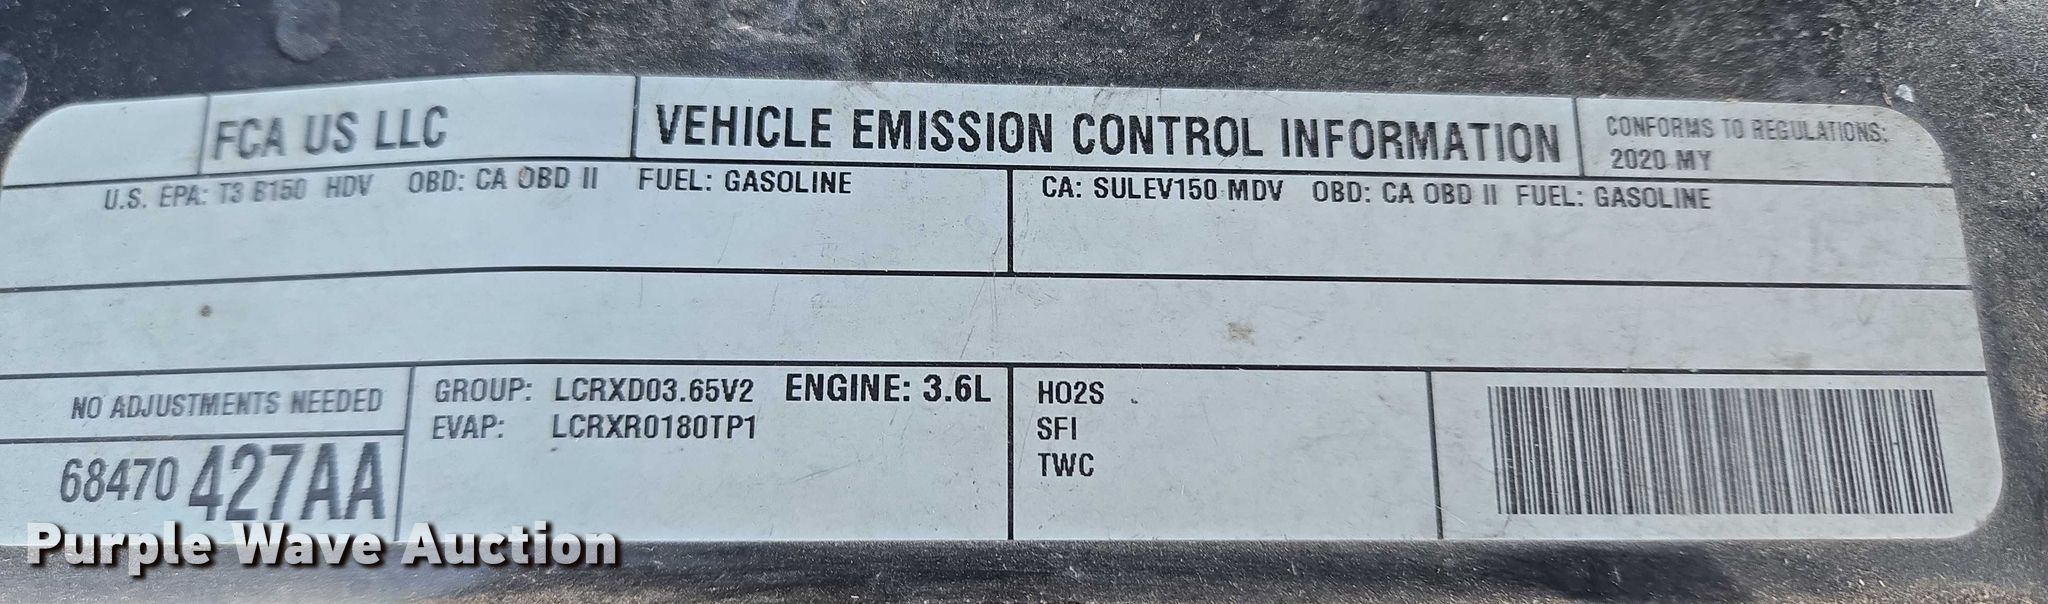 FCA US LLC VEHICLE EMISSION CONTROL INFORMATION CONFORMS TO REGULATIONS:
2020 MY
U.S. EPA: T3 B150 HDV OBD: CA OBD II FUEL: GASOLINE
CA: SULEV150 MDV OBD: CA OBD II FUEL: GASOLINE
NO ADJUSTMENTS NEEDED
68470 427AA
GROUP: LCRXD03.65V2 ENGINE: 3.6L
EVAP: LCRXR0180TP1
HO2S
SFI
TWC
Purple Wave Auction